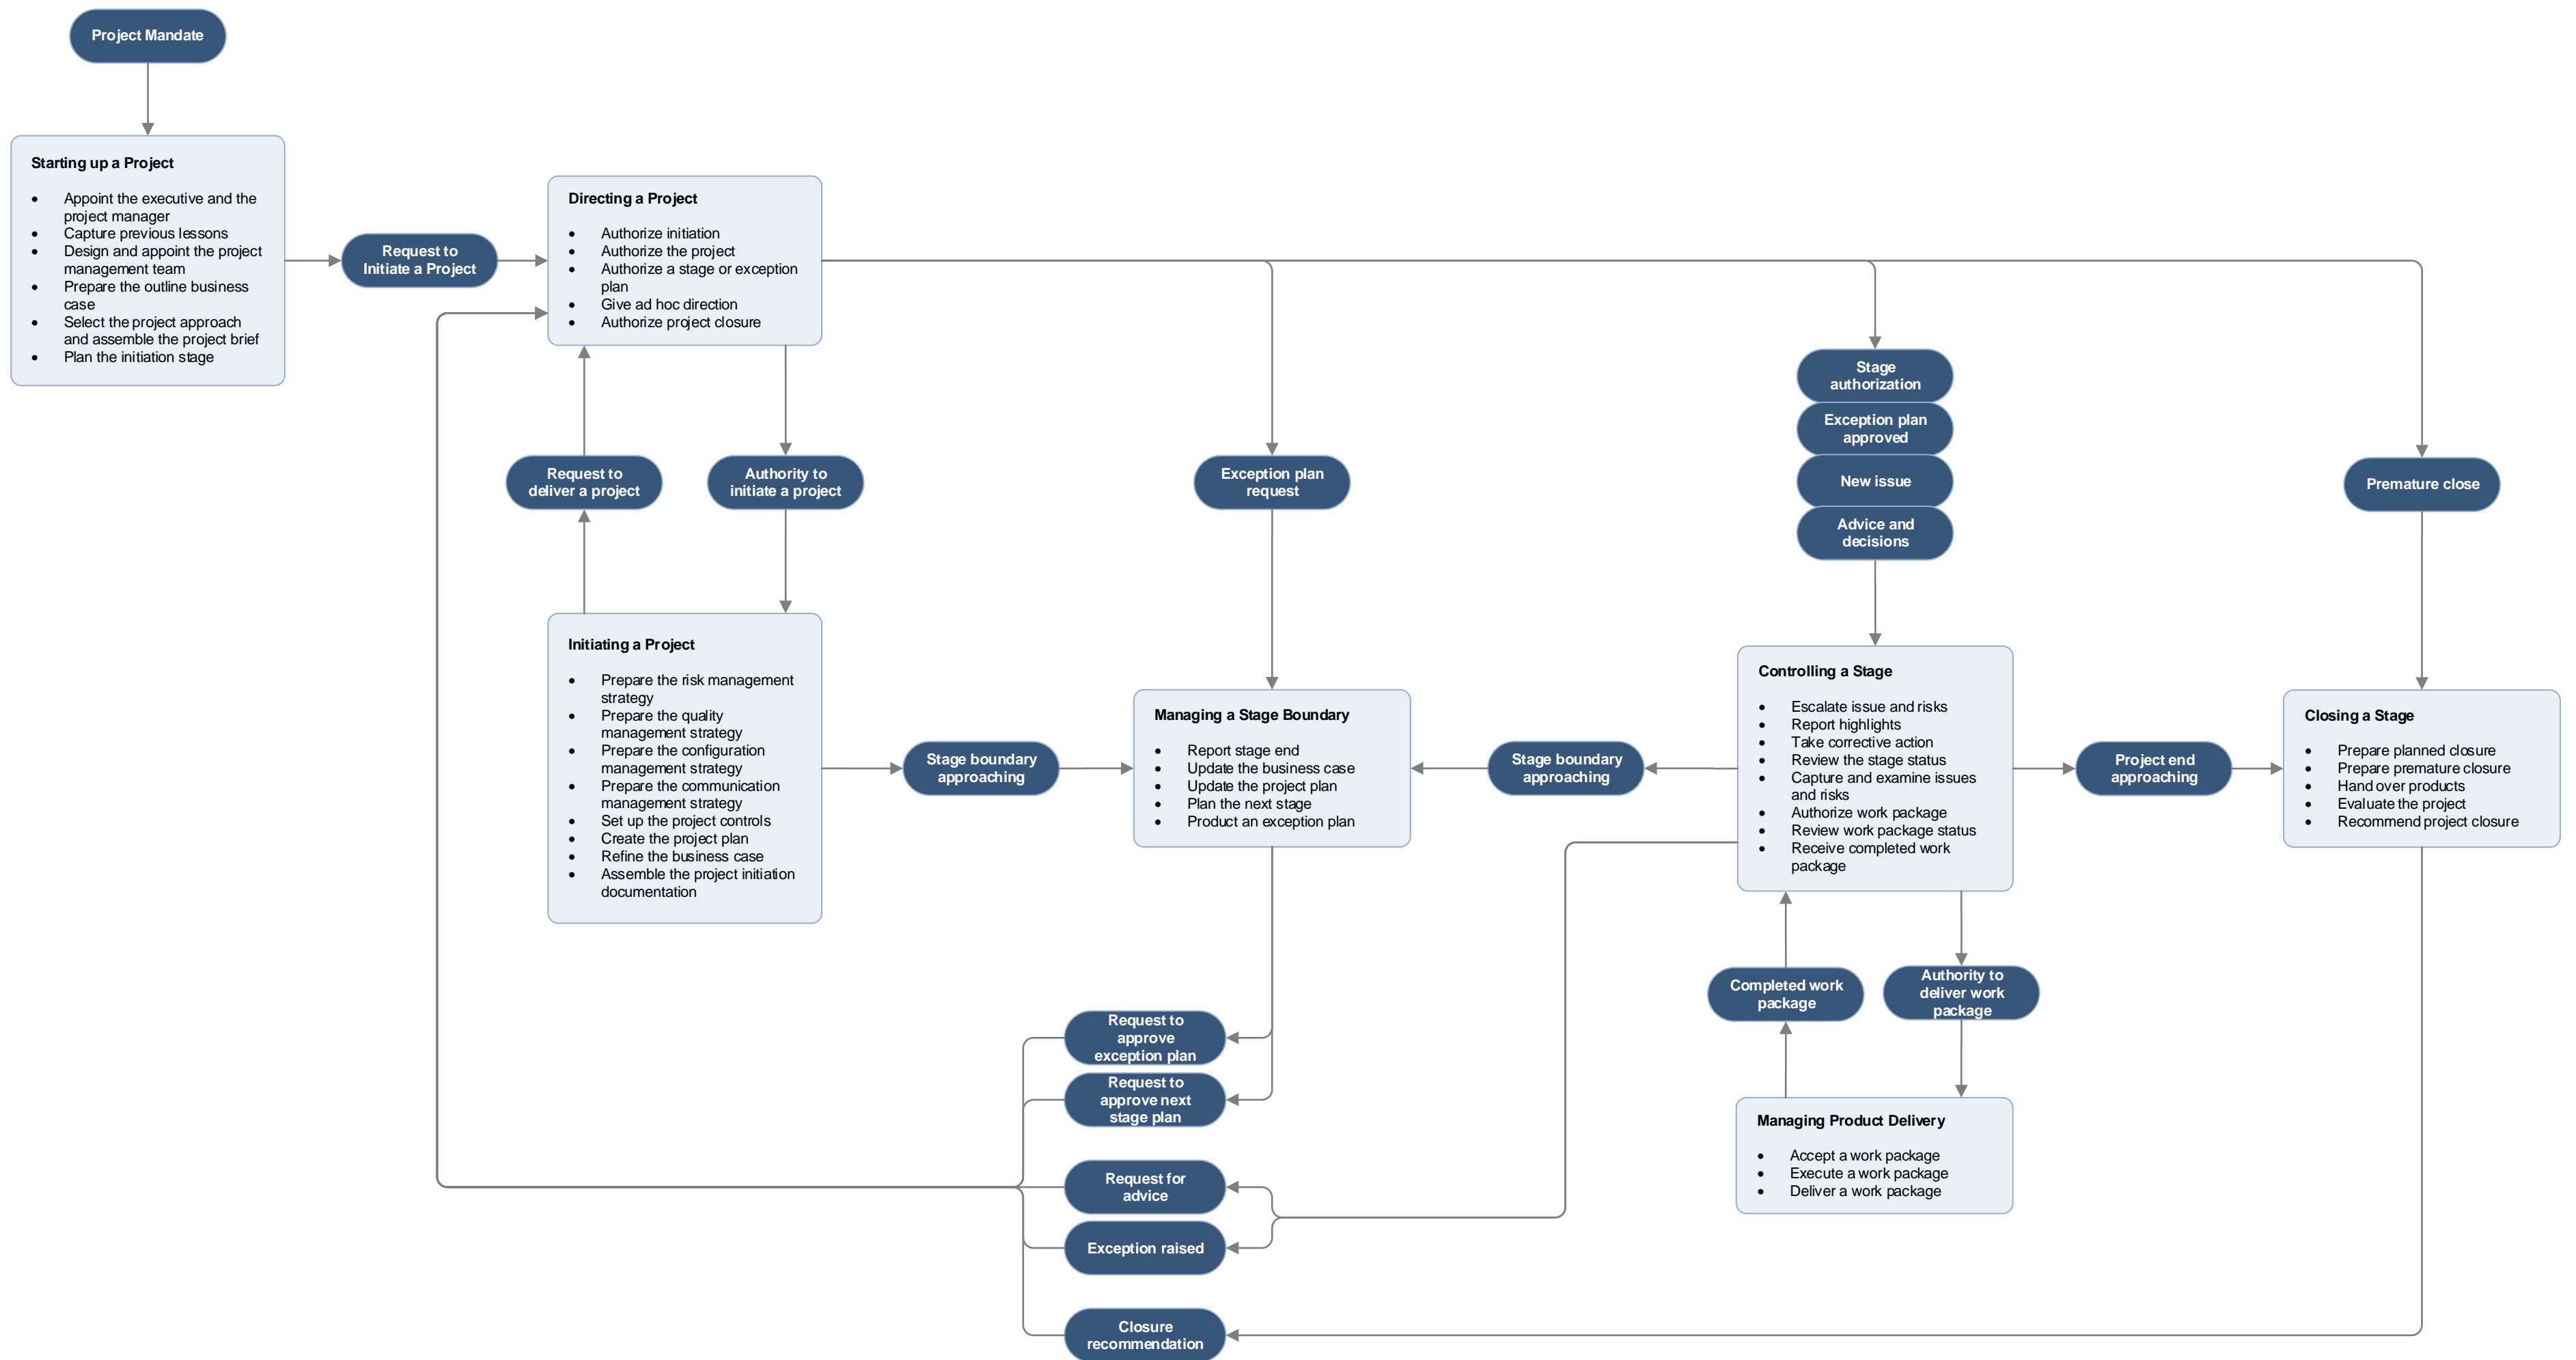 Project Mandate
Starting up a Project
• Appoint the executive and the
project manager
• Capture previous lessons
• Design and appoint the project
management team
• Prepare the outline business
case
• Select the project approach
and assemble the project brief
• Plan the initiation stage
Request to
Initiate a Project
Directing a Project
• Authorize initiation
• Authorize the project
• Authorize a stage or exception
plan
• Give ad hoc direction
• Authorize project closure
Request to
deliver a project
Authority to
initiate a project
Exception plan
request
Stage
authorization
Exception plan
approved
New issue
Advice and
decisions
Premature close
Initiating a Project
• Prepare the risk management
strategy
• Prepare the quality
management strategy
• Prepare the configuration
management strategy
• Prepare the communication
management strategy
• Set up the project controls
• Create the project plan
• Refine the business case
• Assemble the project initiation
documentation
Stage boundary
approaching
Managing a Stage Boundary
• Report stage end
• Update the business case
• Update the project plan
• Plan the next stage
• Product an exception plan
Stage boundary
approaching
Controlling a Stage
• Escalate issue and risks
• Report highlights
• Take corrective action
• Review the stage status
• Capture and examine issues
and risks
• Authorize work package
• Review work package status
• Receive completed work
package
Project end
approaching
Closing a Stage
• Prepare planned closure
• Prepare premature closure
• Hand over products
• Evaluate the project
• Recommend project closure
Completed work
package
Authority to
deliver work
package
Request to
approve
exception plan
Request to
approve next
stage plan
Managing Product Delivery
• Accept a work package
• Execute a work package
• Deliver a work package
Request for
advice
Exception raised
Closure
recommendation